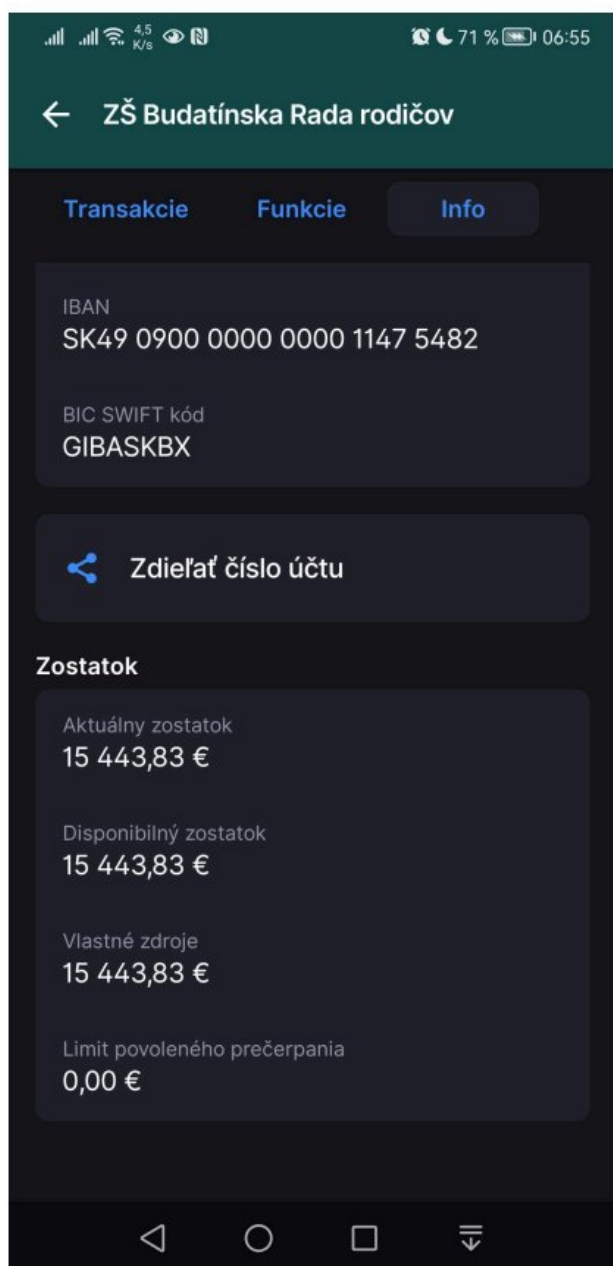 4,5
K/s
71 %
06:55
ZŠ Budatínska Rada rodičov
Transakcie Funkcie Info
IBAN
SK49 0900 0000 0000 1147 5482
BIC SWIFT kód
GIBASKBX
Zdieľať číslo účtu
Zostatok
Aktuálny zostatok
15 443,83 €
Disponibilný zostatok
15 443,83 €
Vlastné zdroje
15 443,83 €
Limit povoleného prečerpania
0,00 €